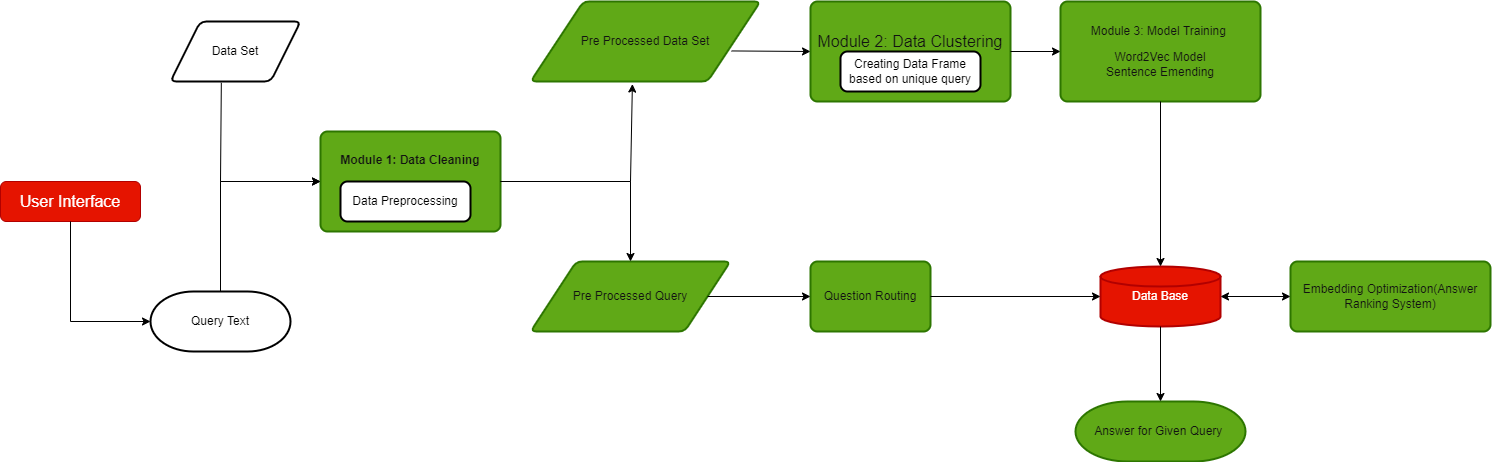 Data Set
Pre Processed Data Set
Module 2: Data Clustering
Creating Data Frame
based on unique query
Module 3: Model Training
Word2Vec Model
Sentence Emending
Module 1: Data Cleaning
Data Preprocessing
User Interface
Query Text
Pre Processed Query
Question Routing
Data Base
Embedding Optimization(Answer
Ranking System)
Answer for Given Query